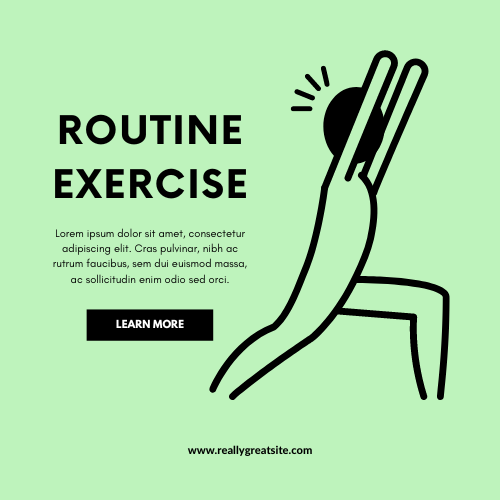 ROUTINE
EXERCISE
Lorem ipsum dolor sit amet, consectetur
adipiscing elit. Cras pulvinar, nibh ac
rutrum faucibus, sem dui euismod massa,
ac sollicitudin enim odio sed orci.
LEARN MORE
www.reallygreatsite.com